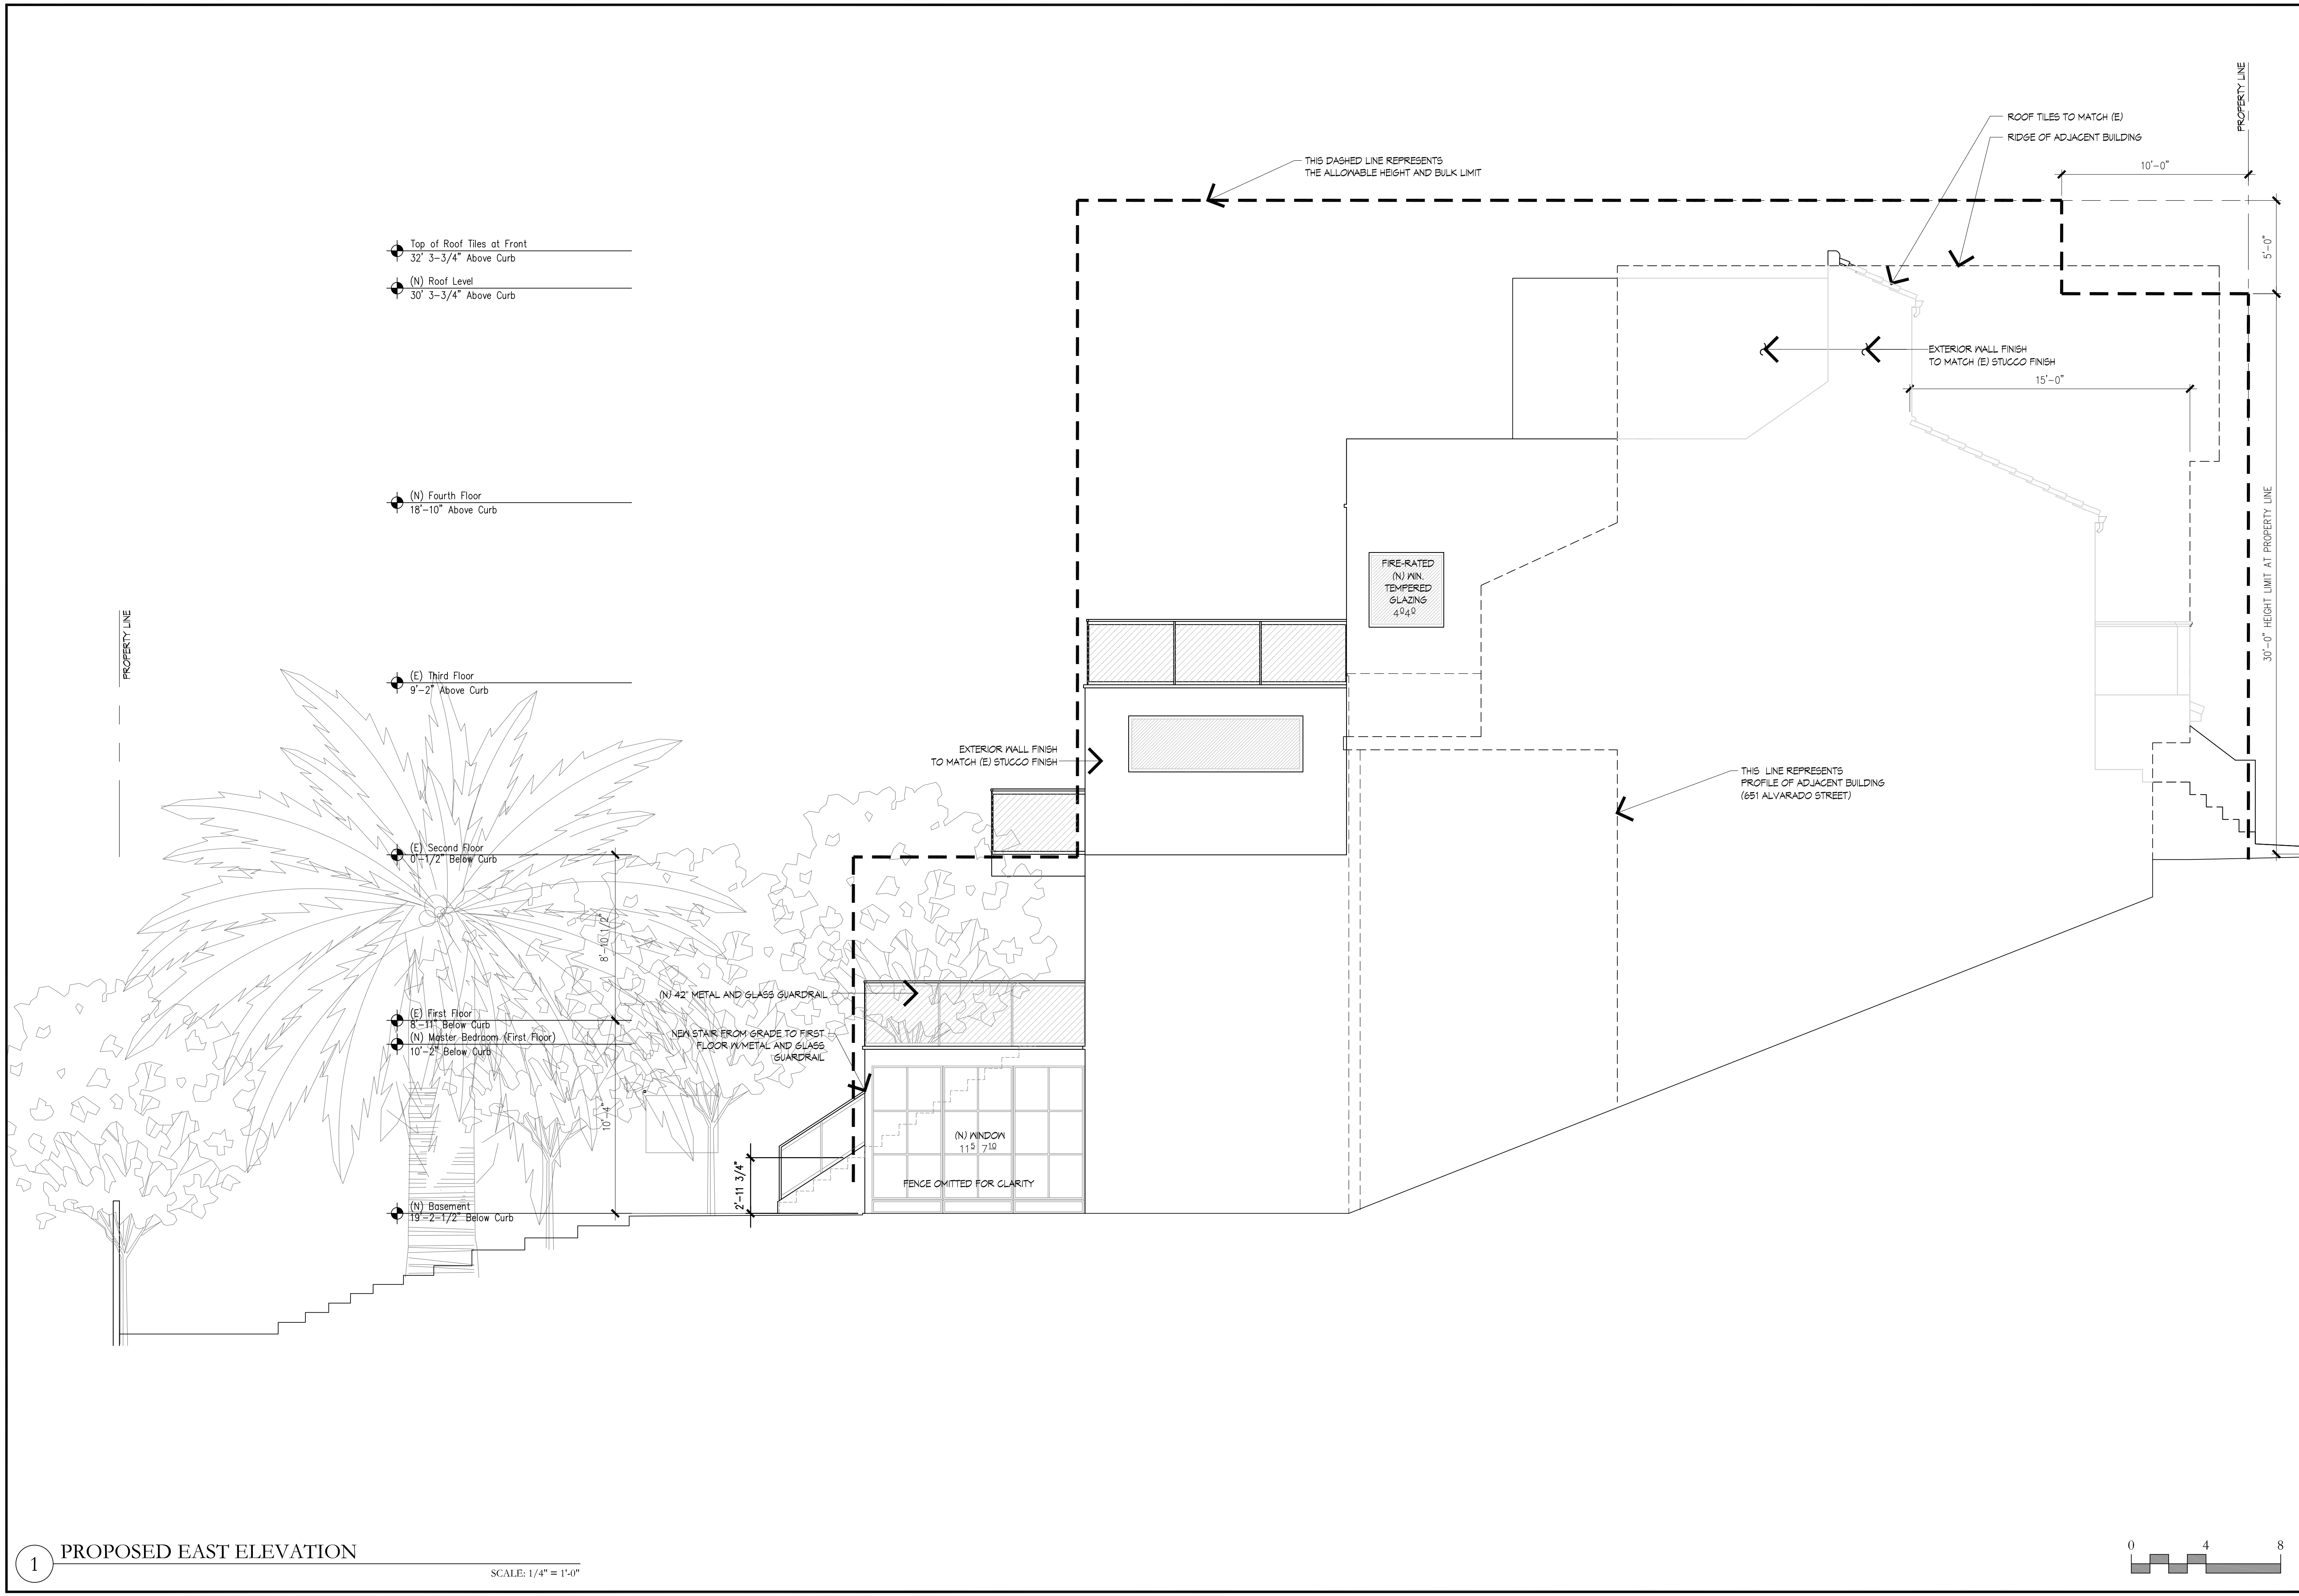 PROPERTY LINE
ROOF TILES TO MATCH (E)
RIDGE OF ADJACENT BUILDING
10'-0"
THIS DASHED LINE REPRESENTS
THE ALLOWABLE HEIGHT AND BULK LIMIT
5'-0"
Top of Roof Tiles at Front
32' 3-3/4" Above Curb
(N) Roof Level
30' 3-3/4" Above Curb
EXTERIOR WALL FINISH
TO MATCH (E) STUCCO FINISH
15'-0"
(N) Fourth Floor
18'-10" Above Curb
30'-0" HEIGHT LIMIT AT PROPERTY LINE
FIRE-RATED
(N) WIN.
TEMPERED
GLAZING
4⁰4⁰
PROPERTY LINE
(E) Third Floor
9'-2" Above Curb
EXTERIOR WALL FINISH
TO MATCH (E) STUCCO FINISH
THIS LINE REPRESENTS
PROFILE OF ADJACENT BUILDING
(651 ALVARADO STREET)
(E) Second Floor
0'-1/2" Below Curb
8'-10 1/2"
(N) 42" METAL AND GLASS GUARDRAIL
(E) First Floor
8'-11" Below Curb
(N) Master Bedroom (First Floor)
10'-2" Below Curb
NEW STAIR FROM GRADE TO FIRST
FLOOR W/METAL AND GLASS
GUARDRAIL
10'-4"
(N) WINDOW
11⁵ 7¹⁰
2'-11 3/4"
FENCE OMITTED FOR CLARITY
(N) Basement
19'-2-1/2" Below Curb
1 PROPOSED EAST ELEVATION
SCALE: 1/4" = 1'-0"
0 4 8